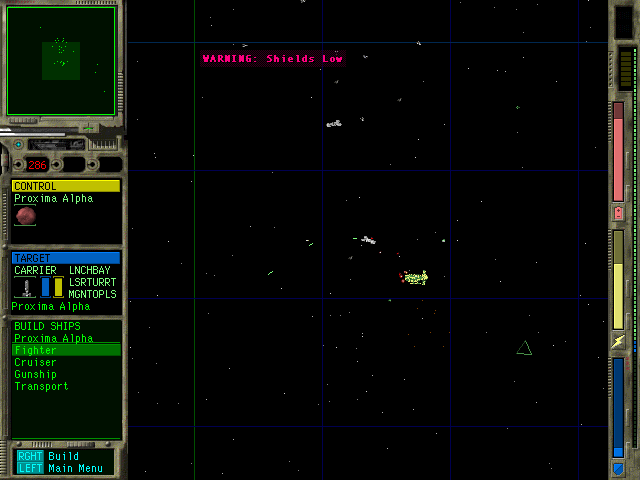 WARNING: Shields Low
286
CONTROL
Proxima Alpha
TARGET
CARRIER LNCHBAY
LSRTURRT
MGNTOPLS
Proxima Alpha
BUILD SHIPS
Proxima Alpha
Fighter
Cruiser
Gunship
Transport
RGHT Build
LEFT Main Menu